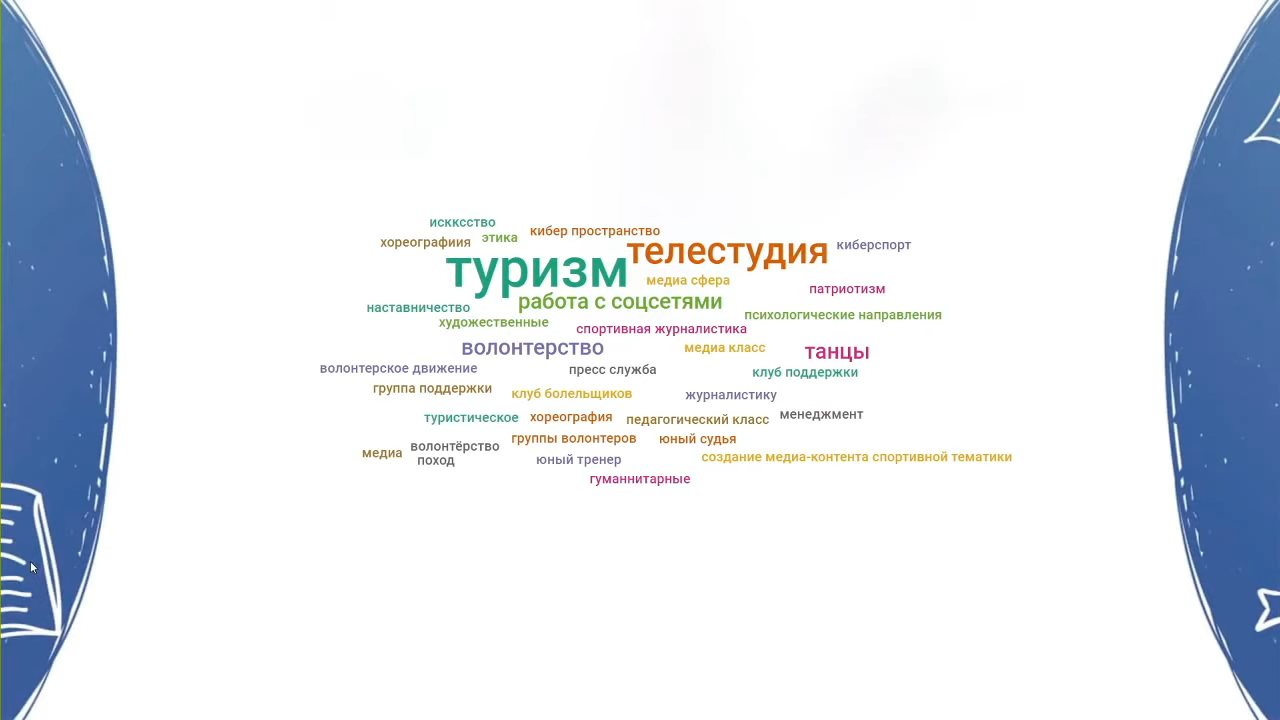 искксство
кибер пространство
хореографиия
этика
телестудия
киберспорт
туризм
медиа сфера
патриотизм
работа с соцсетями
наставничество
психологические направления
художественные
спортивная журналистика
волонтерство
медиа класс
танцы
волонтерское движение
пресс служба
клуб поддержки
группа поддержки
клуб болельщиков
журналистику
туристическое
хореография
педагогический класс
менеджмент
группы волонтеров
юный судья
медиа
волонтёрство
поход
юный тренер
создание медиа-контента спортивной тематики
гуманнитарные